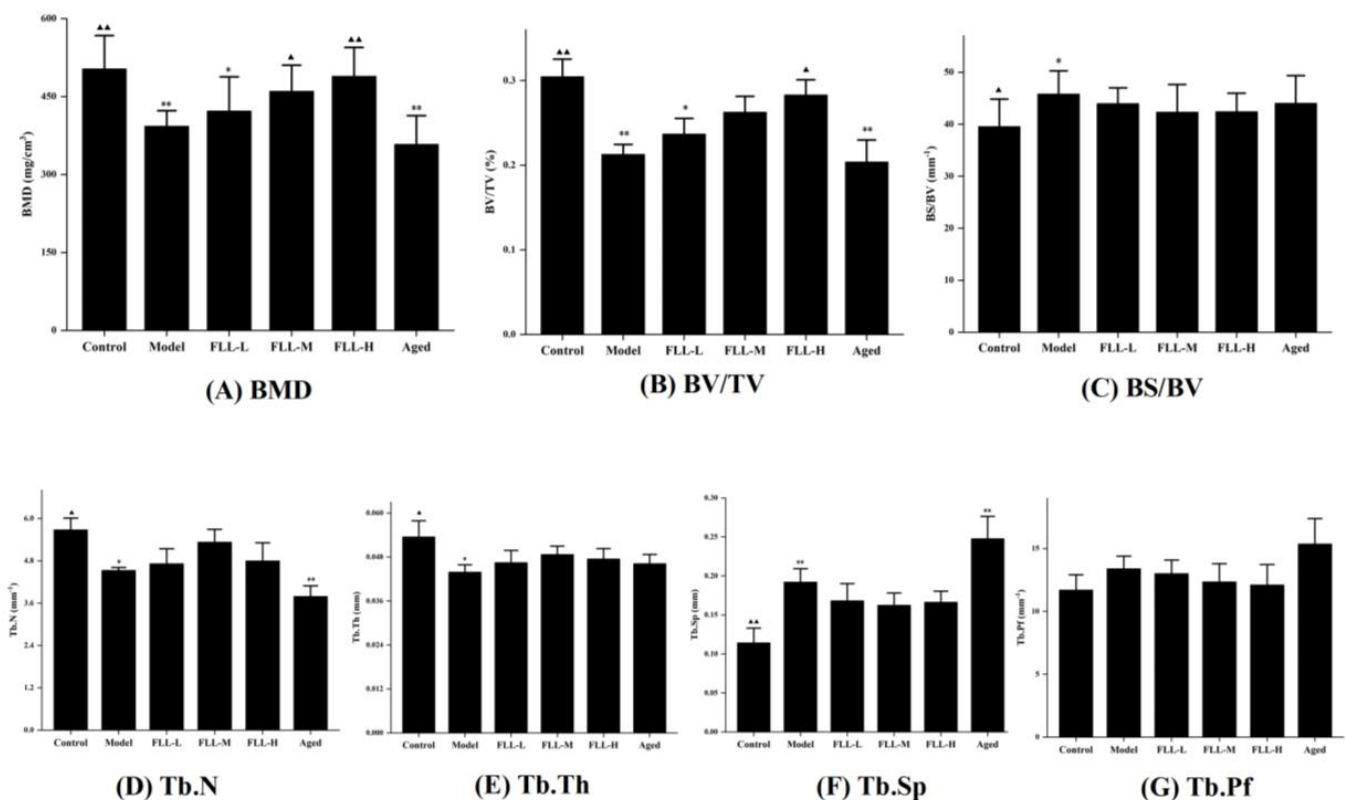 600
450
300
150
0
BMD (mg/cm³)
▲▲
**
*
▲
▲▲
**
Control Model FLL-L FLL-M FLL-H Aged
(A) BMD
0.3
0.2
0.1
0.0
BV/TV (%)
▲▲
**
*
▲
**
Control Model FLL-L FLL-M FLL-H Aged
(B) BV/TV
50
40
30
20
10
0
BS/BV (mm⁻¹)
▲
*
Control Model FLL-L FLL-M FLL-H Aged
(C) BS/BV
6.0
4.8
3.6
2.4
1.2
0.0
Tb.N (mm⁻¹)
▲
*
**
Control Model FLL-L FLL-M FLL-H Aged
(D) Tb.N
0.060
0.048
0.036
0.024
0.012
0.000
Tb.Th (mm)
▲
*
Control Model FLL-L FLL-M FLL-H Aged
(E) Tb.Th
0.30
0.25
0.20
0.15
0.10
0.05
0.00
Tb.Sp (mm)
▲▲
**
**
Control Model FLL-L FLL-M FLL-H Aged
(F) Tb.Sp
15
10
5
0
Tb.Pf (mm⁻¹)
Control Model FLL-L FLL-M FLL-H Aged
(G) Tb.Pf